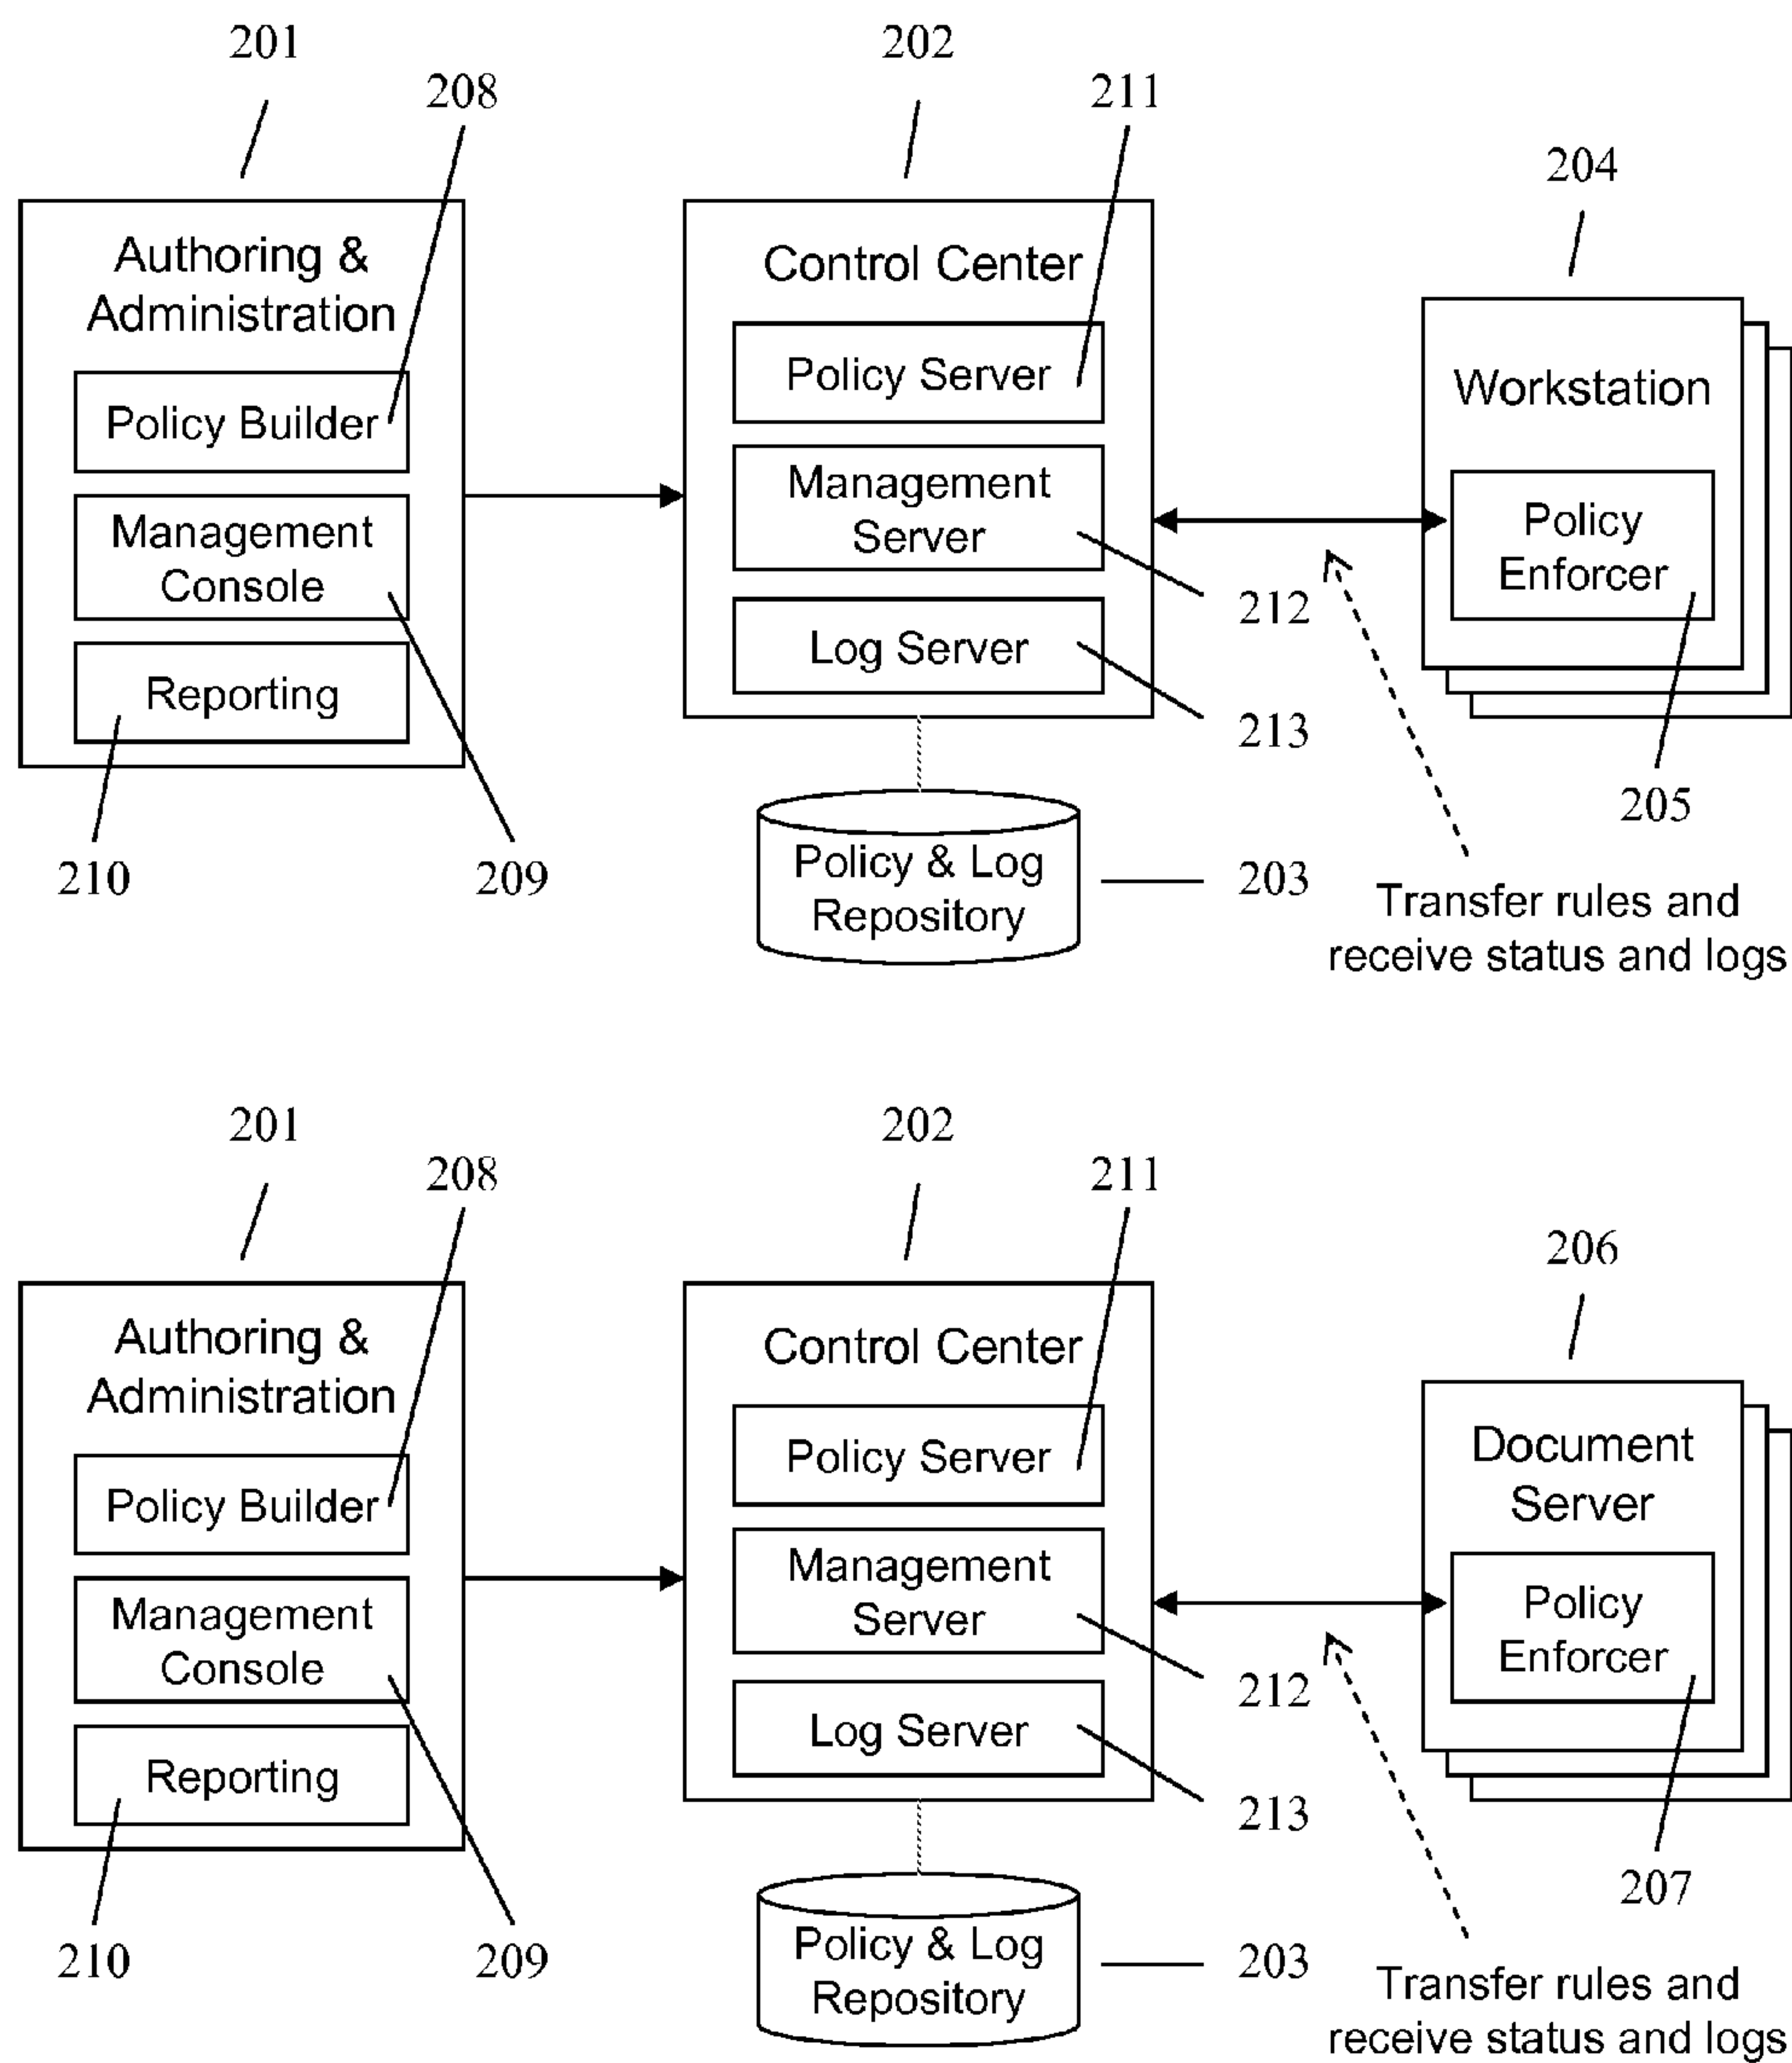 201
202
208
211
204
Authoring &
Administration
Control Center
Policy Server
Workstation
Policy Builder
Management
Server
Management
Console
Policy
Enforcer
212
Log Server
Reporting
213
205
210
209
Policy & Log
Repository
203
Transfer rules and
receive status and logs
201
202
208
211
206
Authoring &
Administration
Control Center
Policy Server
Document
Server
Policy Builder
Management
Server
Management
Console
Policy
Enforcer
212
Log Server
Reporting
213
207
210
209
Policy & Log
Repository
203
Transfer rules and
receive status and logs